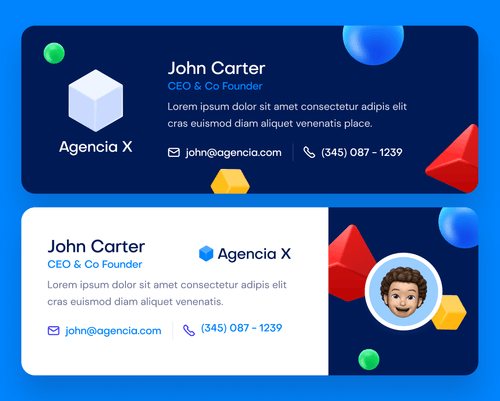 John Carter
CEO & Co Founder
Lorem ipsum dolor sit amet consectetur adipis elit
cras euismod diam aliquet venenatis place.
Agencia X
john@agencia.com
(345) 087 - 1239
John Carter
CEO & Co Founder
Agencia X
Lorem ipsum dolor sit amet consectetur adipis elit
cras euismod diam aliquet venenatis.
john@agencia.com
(345) 087 - 1239